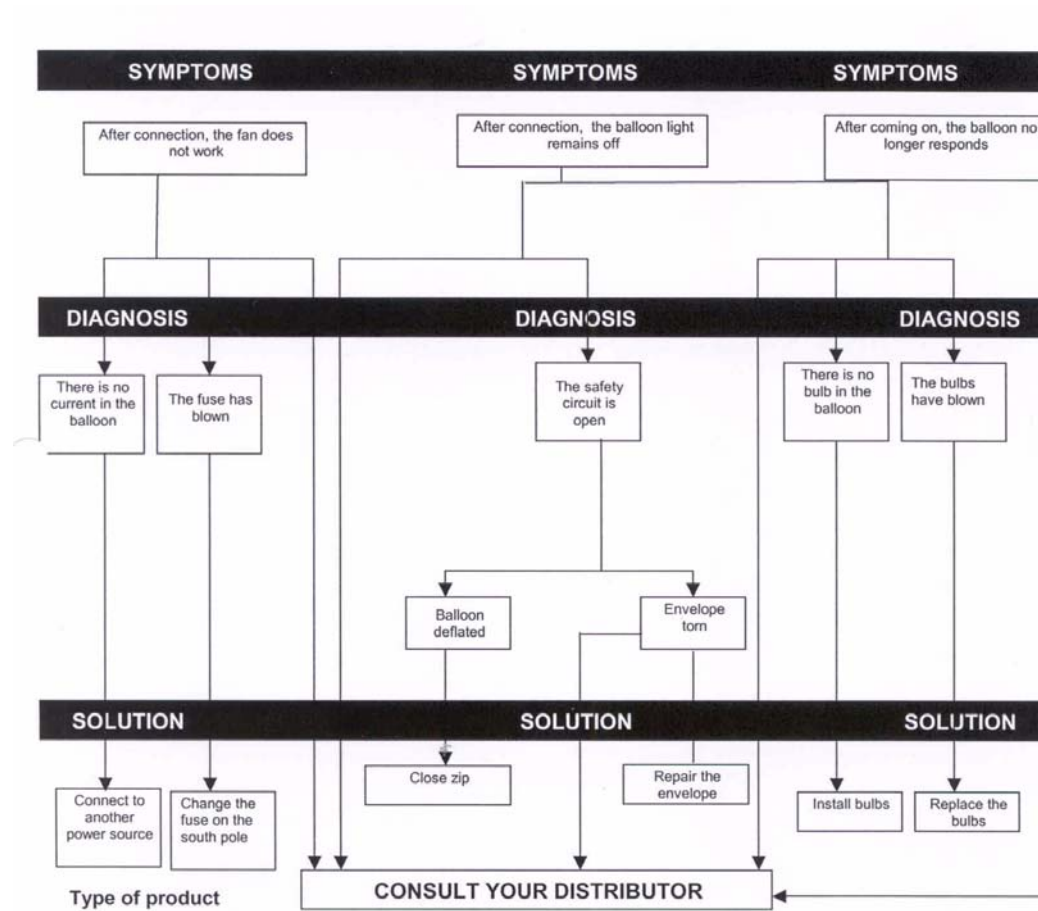 SYMPTOMS SYMPTOMS SYMPTOMS
After connection, the fan does
not work
After connection, the balloon light
remains off
After coming on, the balloon no
longer responds
DIAGNOSIS DIAGNOSIS DIAGNOSIS
There is no
current in the
balloon
The fuse has
blown
The safety
circuit is
open
There is no
bulb in the
balloon
The bulbs
have blown
Balloon
deflated
Envelope
torn
SOLUTION SOLUTION SOLUTION
Connect to
another
power source
Change the
fuse on the
south pole
Close zip
Repair the
envelope
Install bulbs
Replace the
bulbs
CONSULT YOUR DISTRIBUTOR
Type of product